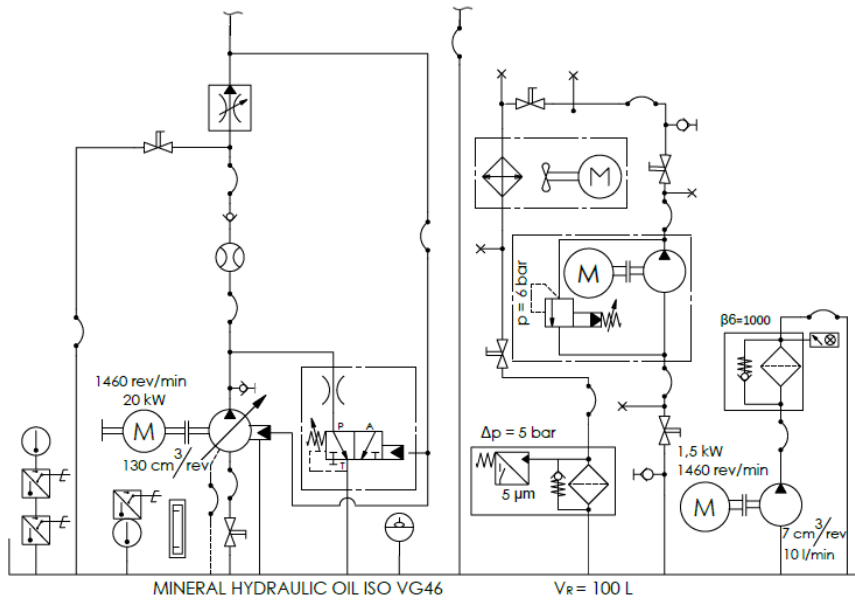 β6=1000
M
M
p = 6 bar
1460 rev/min
20 kW
M
130 cm³/rev
P A
T
Δp = 5 bar
5 µm
1,5 kW
1460 rev/min
M
7 cm³/rev
10 l/min
MINERAL HYDRAULIC OIL ISO VG46
VR = 100 L